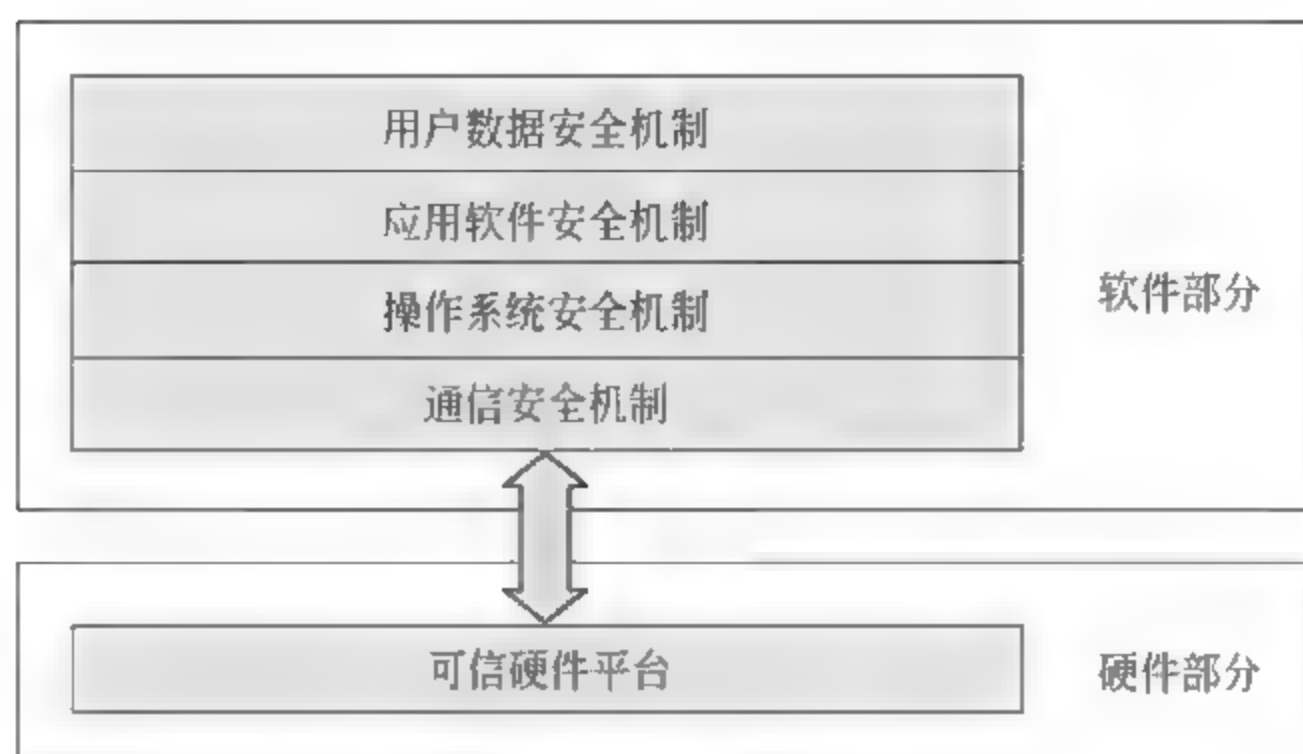 用户数据安全机制
应用软件安全机制
操作系统安全机制
软件部分
通信安全机制
可信硬件平台
硬件部分